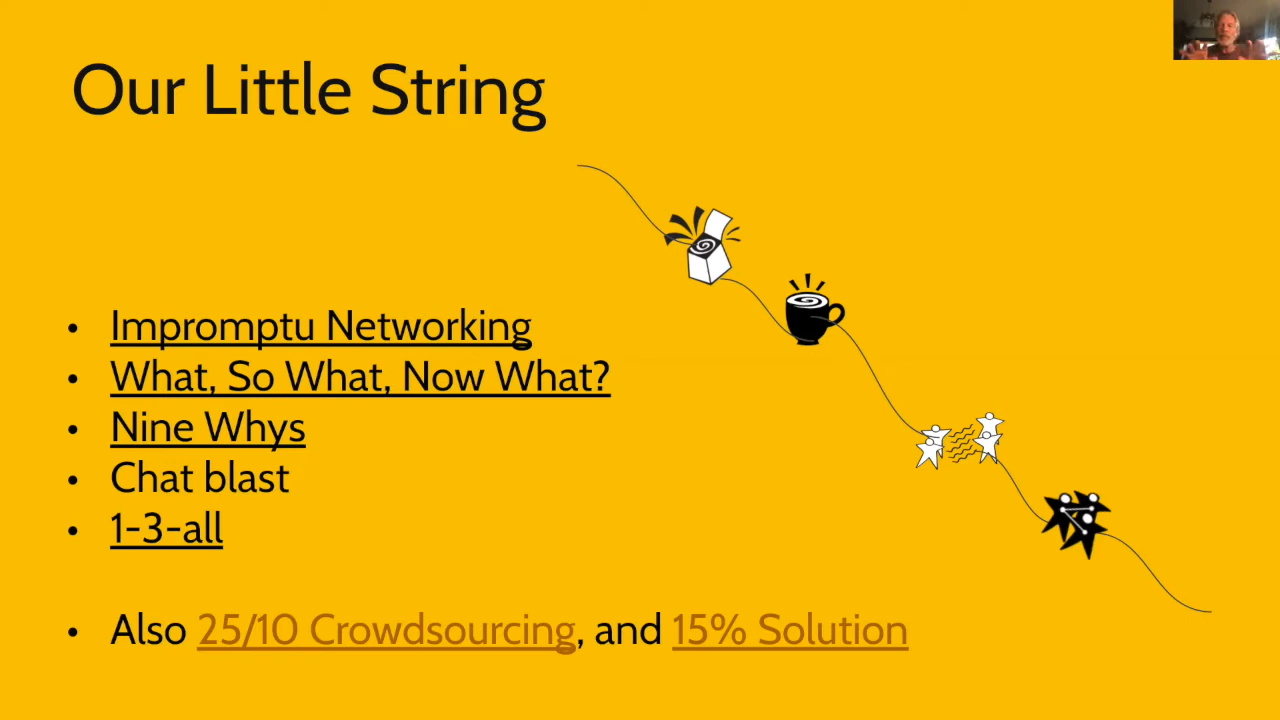 Our Little String
• Impromptu Networking
• What, So What, Now What?
• Nine Whys
• Chat blast
• 1-3-all
• Also 25/10 Crowdsourcing, and 15% Solution